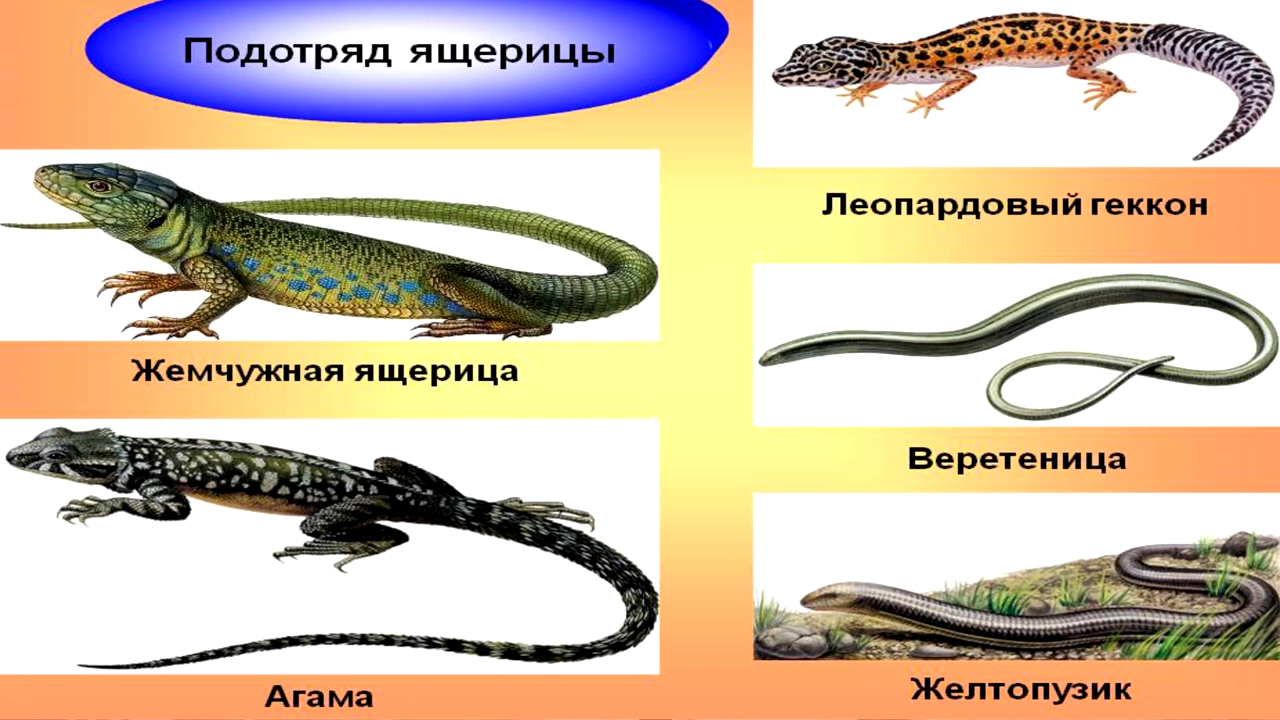 Подотряд ящерицы
Леопардовый геккон
Жемчужная ящерица
Веретеница
Агама
Желтопузик